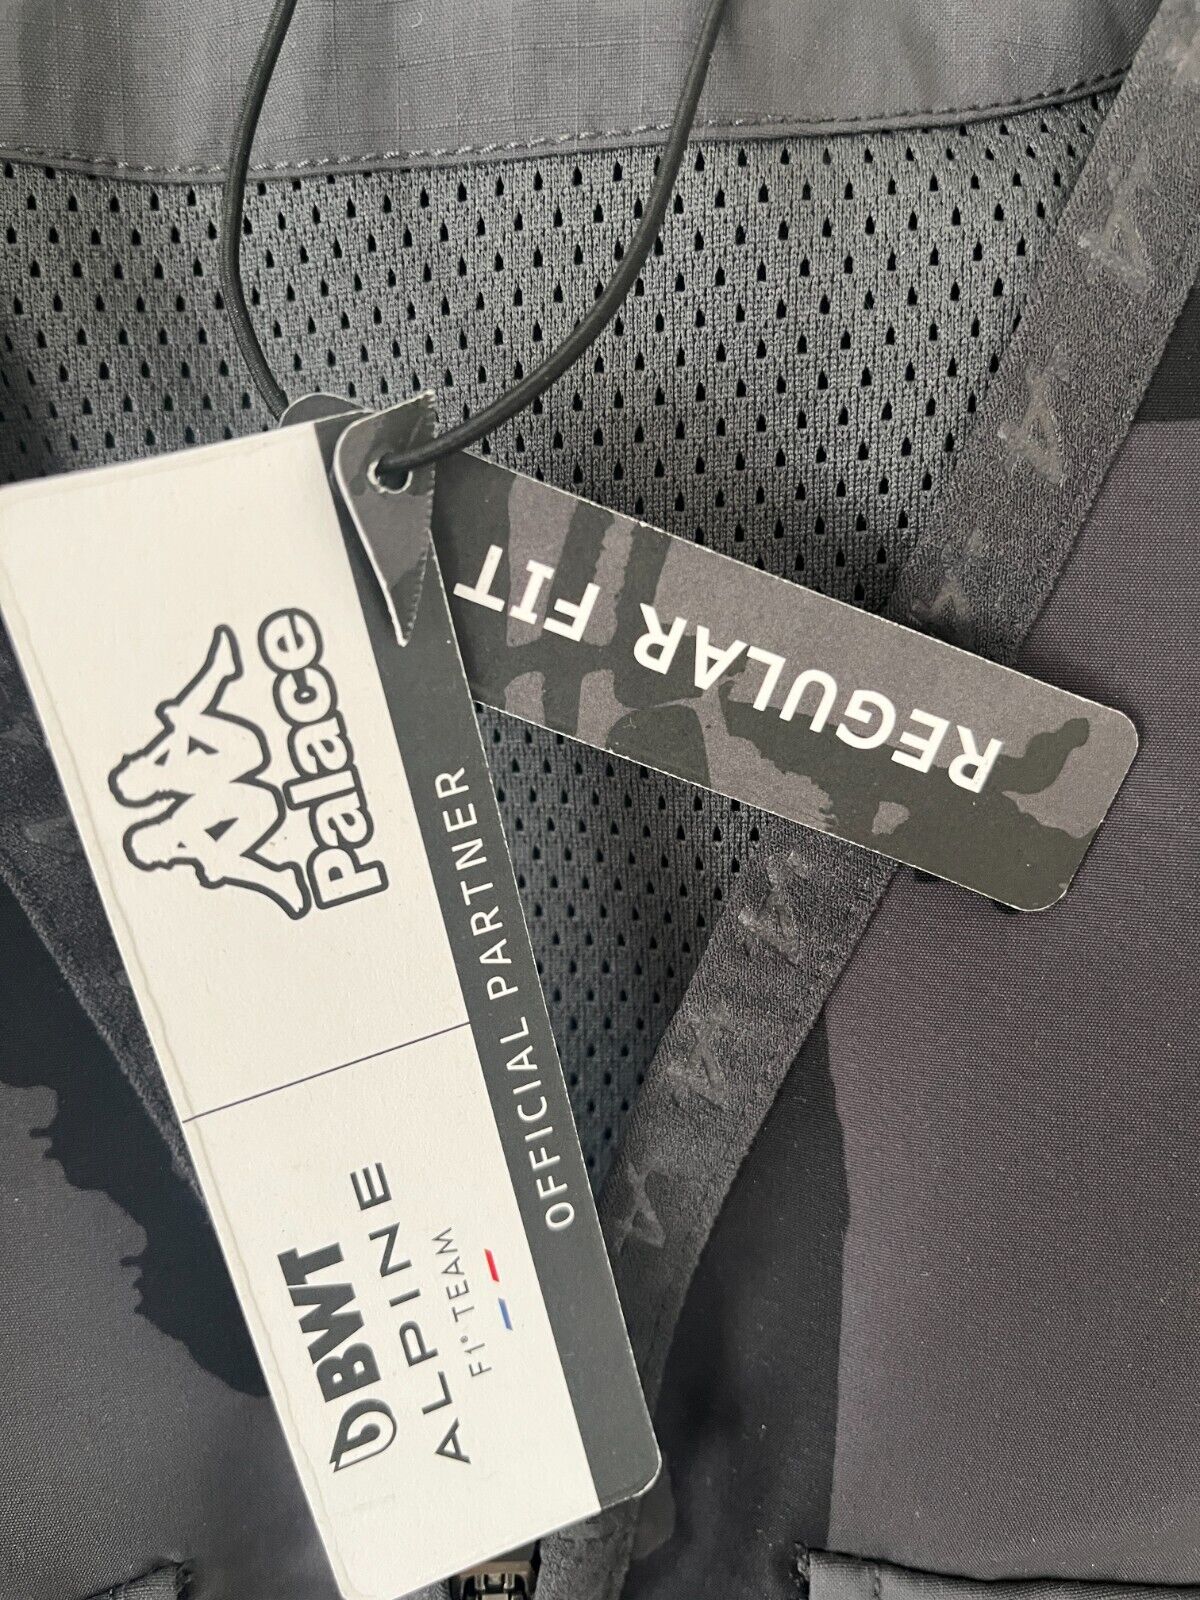 Palace
OFFICIAL PARTNER
BWT
ALPINE
F1® TEAM
REGULAR FIT